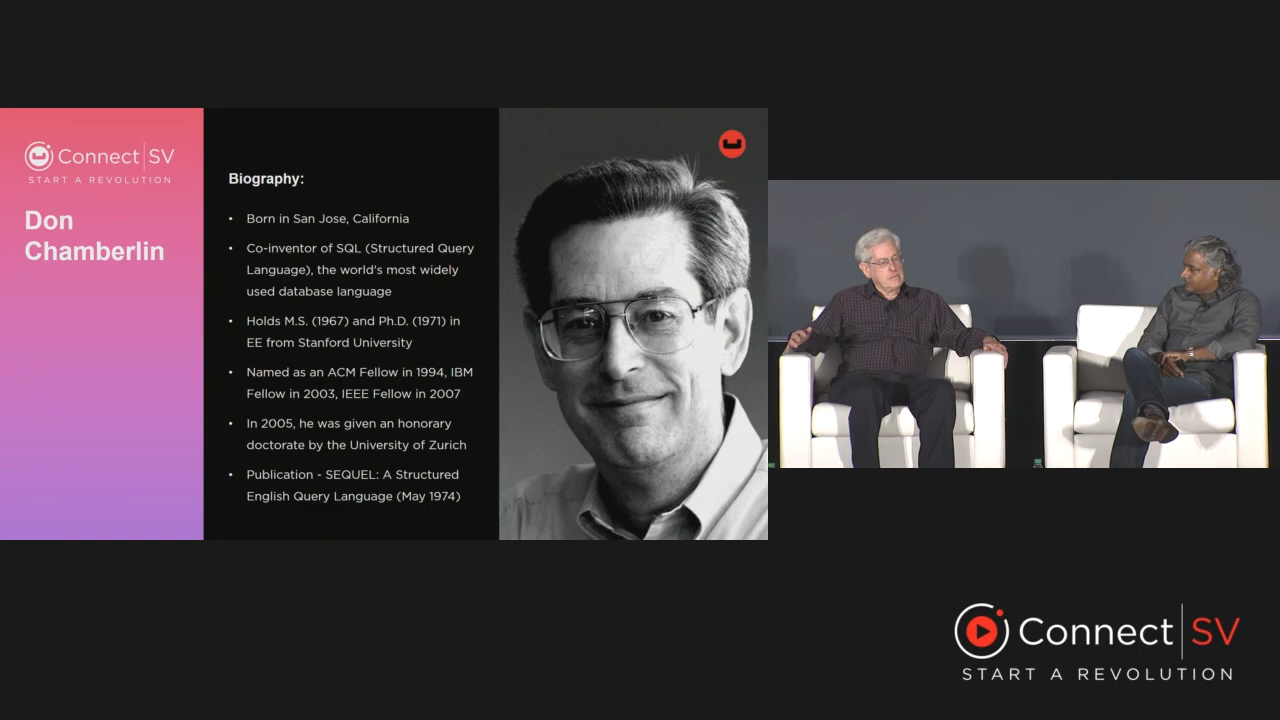 Connect SV
START A REVOLUTION
Don
Chamberlin
Biography:
• Born in San Jose, California
• Co-inventor of SQL (Structured Query
Language), the world's most widely
used database language
• Holds M.S. (1967) and Ph.D. (1971) in
EE from Stanford University
• Named as an ACM Fellow in 1994, IBM
Fellow in 2003, IEEE Fellow in 2007
• In 2005, he was given an honorary
doctorate by the University of Zurich
• Publication - SEQUEL: A Structured
English Query Language (May 1974)
Connect SV
START A REVOLUTION